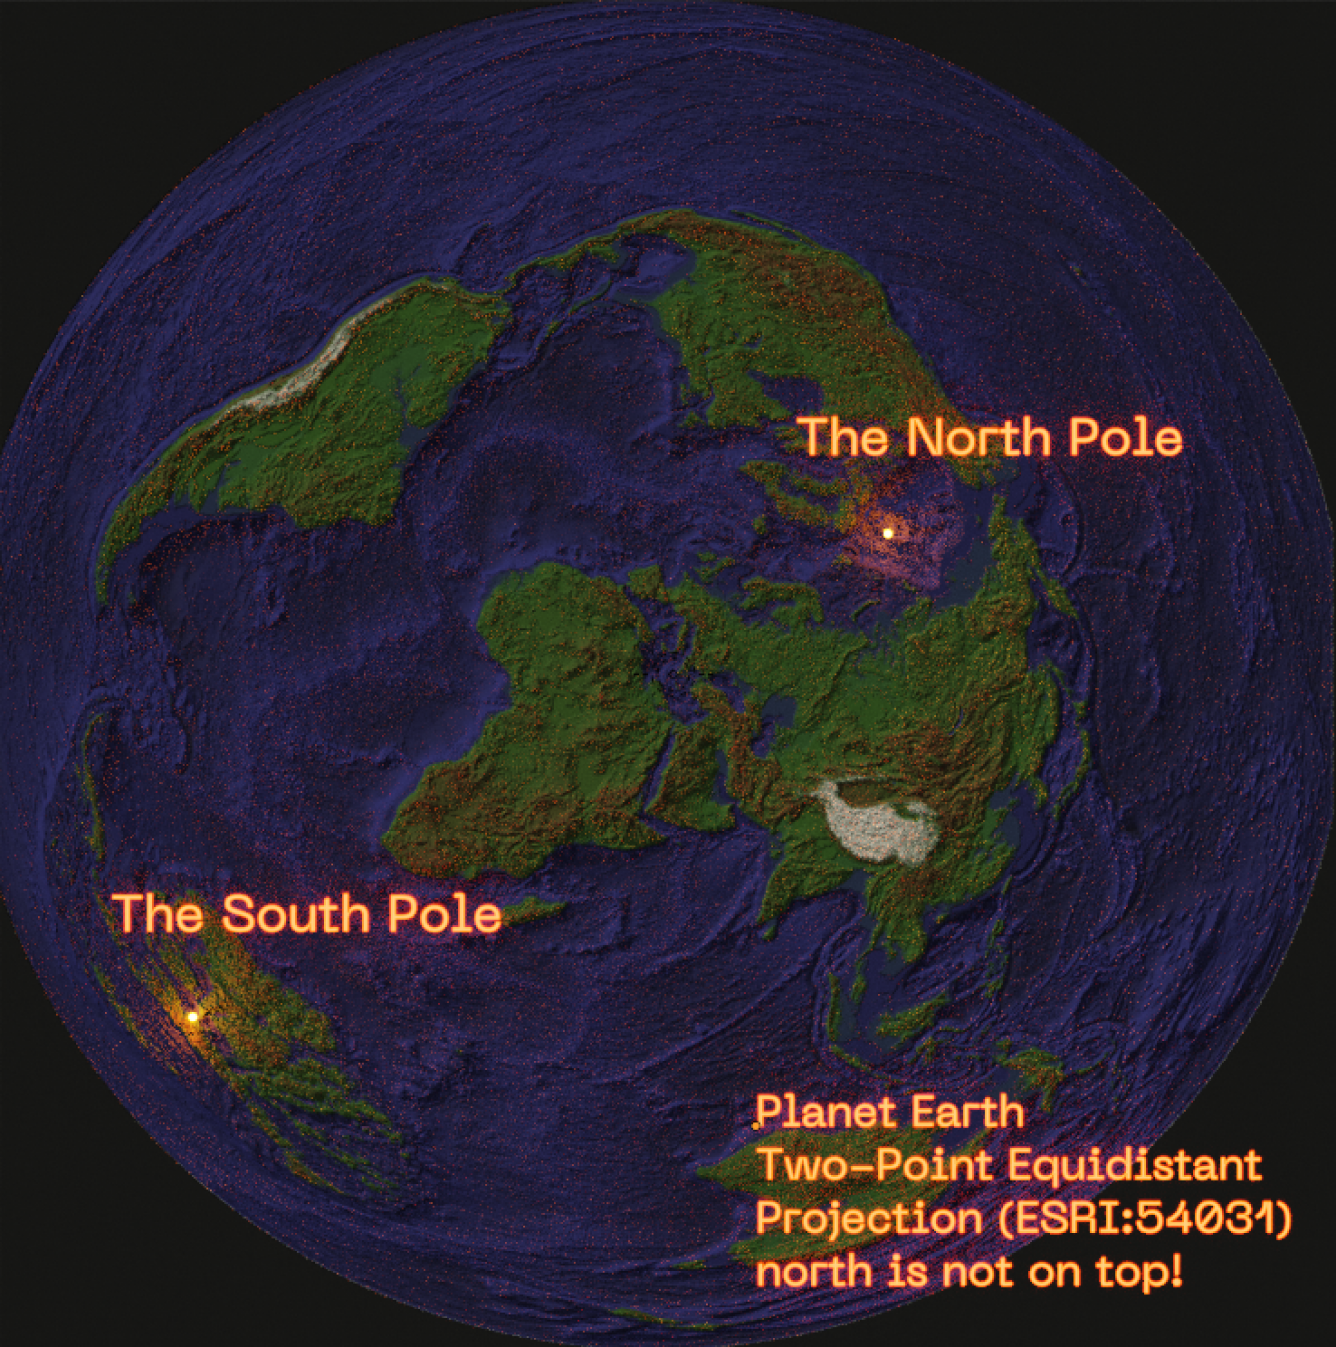 The North Pole
The South Pole
Planet Earth
Two-Point Equidistant
Projection (ESRI:54031)
north is not on top!